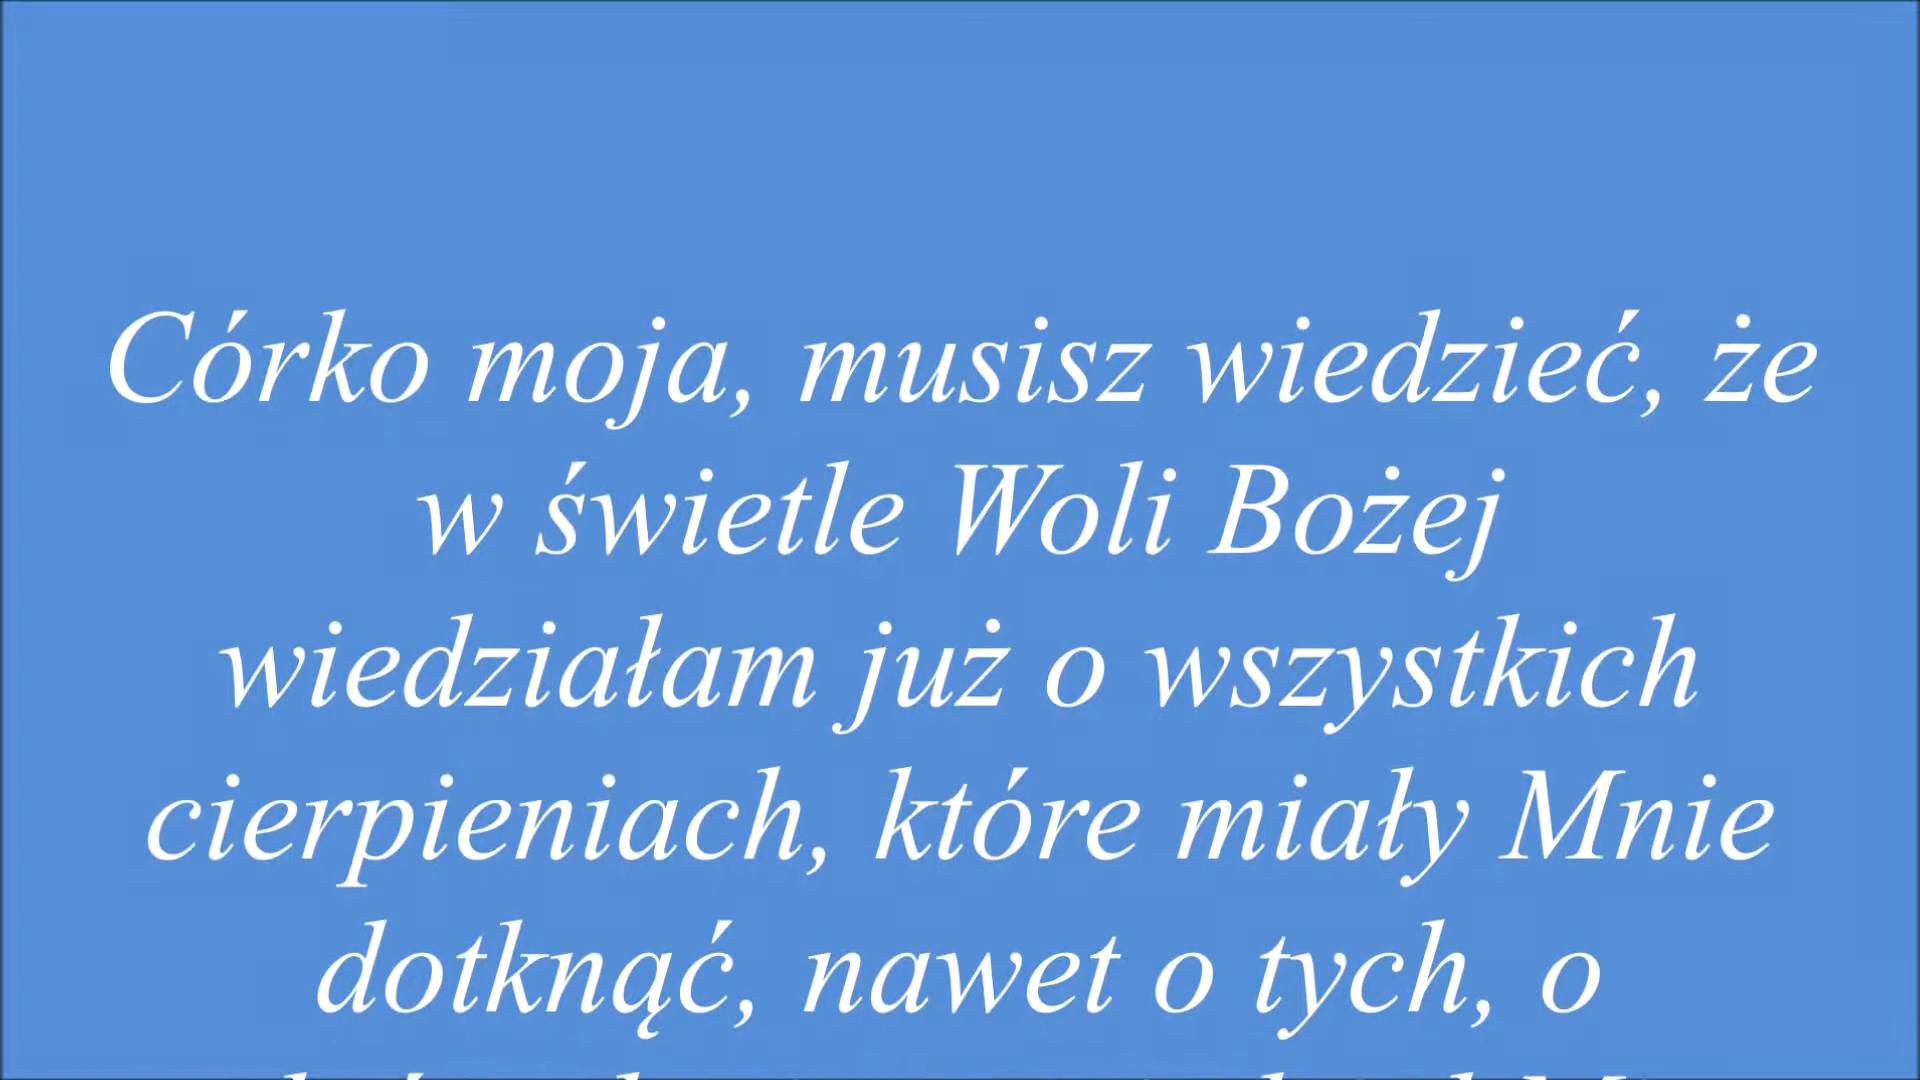 Córko moja, musisz wiedzieć, że
w świetle Woli Bożej
wiedziałam już o wszystkich
cierpieniach, które miały Mnie
dotknąć, nawet o tych, o